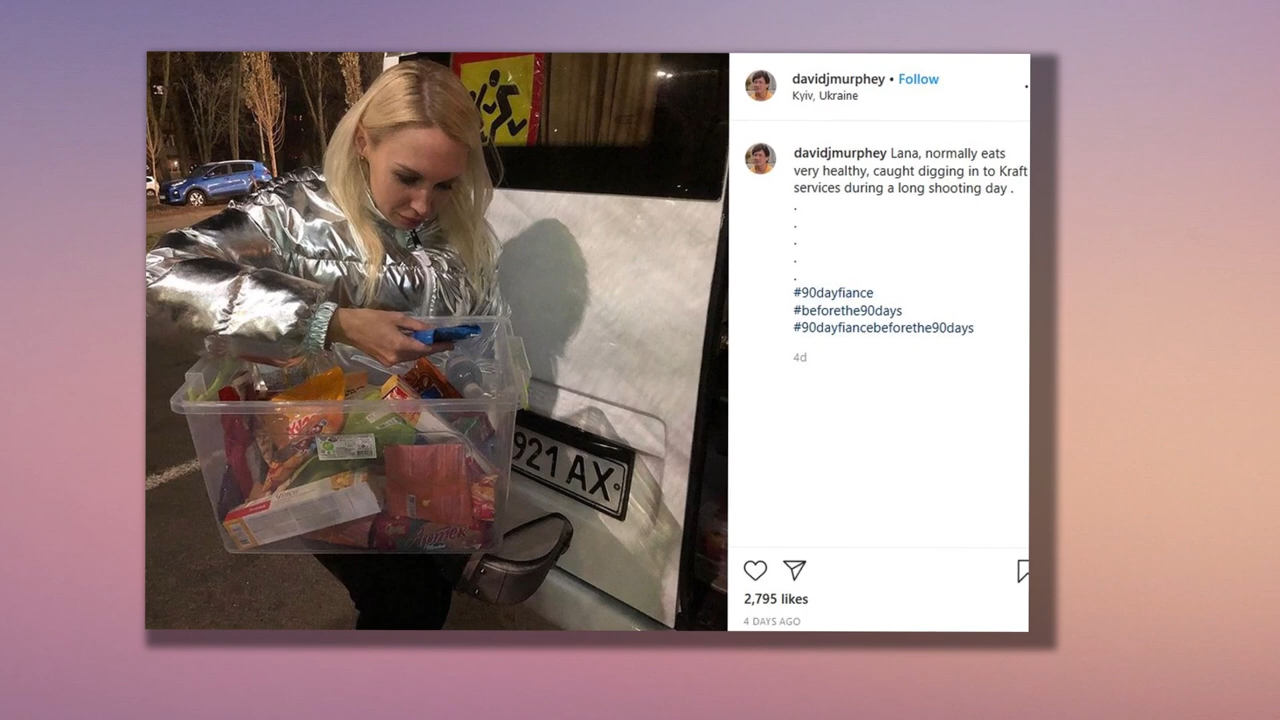 davidjmurphey • Follow
Kyiv, Ukraine
davidjmurphey Lana, normally eats
very healthy, caught digging in to Kraft
services during a long shooting day .
.
.
.
.
.
#90dayfiance
#beforethe90days
#90dayfiancebeforethe90days
4d
2,795 likes
4 DAYS AGO
921 AX
Артек